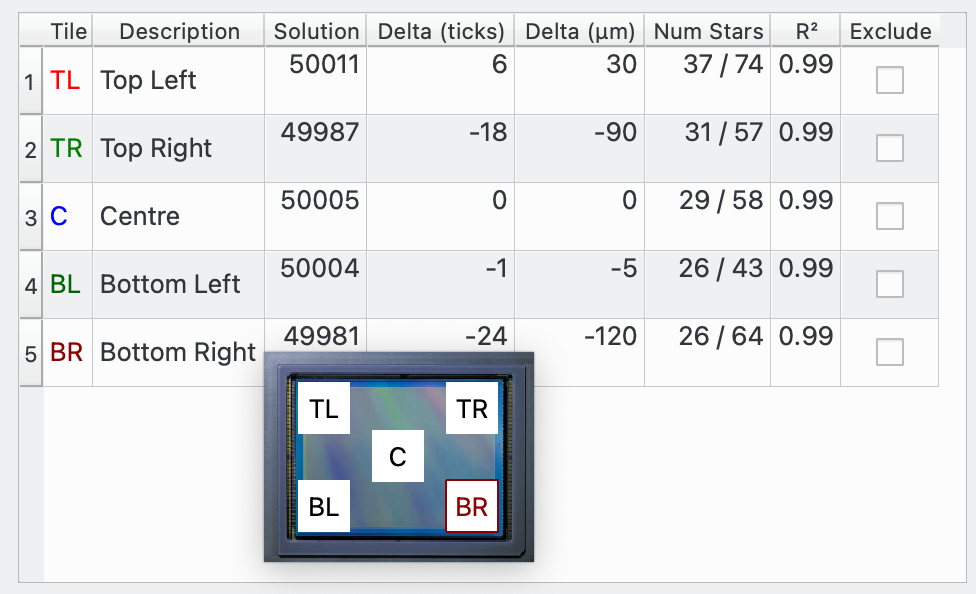 Tile Description Solution Delta (ticks) Delta (μm) Num Stars R² Exclude
1 TL Top Left 50011 6 30 37 / 74 0.99
2 TR Top Right 49987 -18 -90 31 / 57 0.99
3 C Centre 50005 0 0 29 / 58 0.99
4 BL Bottom Left 50004 -1 -5 26 / 43 0.99
5 BR Bottom Right 49981 -24 -120 26 / 64 0.99
TL TR
C
BL BR